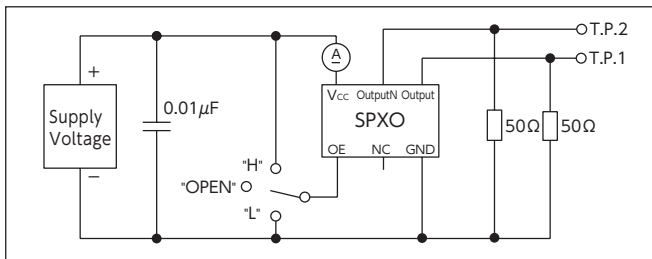 T.P.2
T.P.1
+
A
Vcc OutputN Output
SPXO
OE NC GND
Supply
Voltage
0.01μF
50Ω 50Ω
"H"
"OPEN"
"L"
−